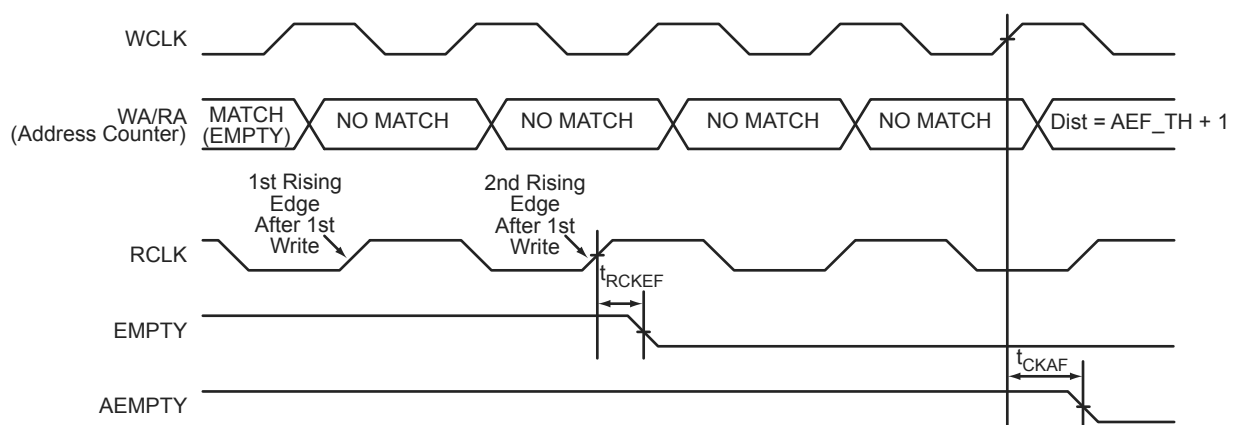 WCLK
WA/RA
(Address Counter)
MATCH
(EMPTY)
NO MATCH
NO MATCH
NO MATCH
NO MATCH
Dist = AEF_TH + 1
1st Rising
Edge
After 1st
Write
2nd Rising
Edge
After 1st
Write
RCLK
tRCKEF
EMPTY
tCKAF
AEMPTY